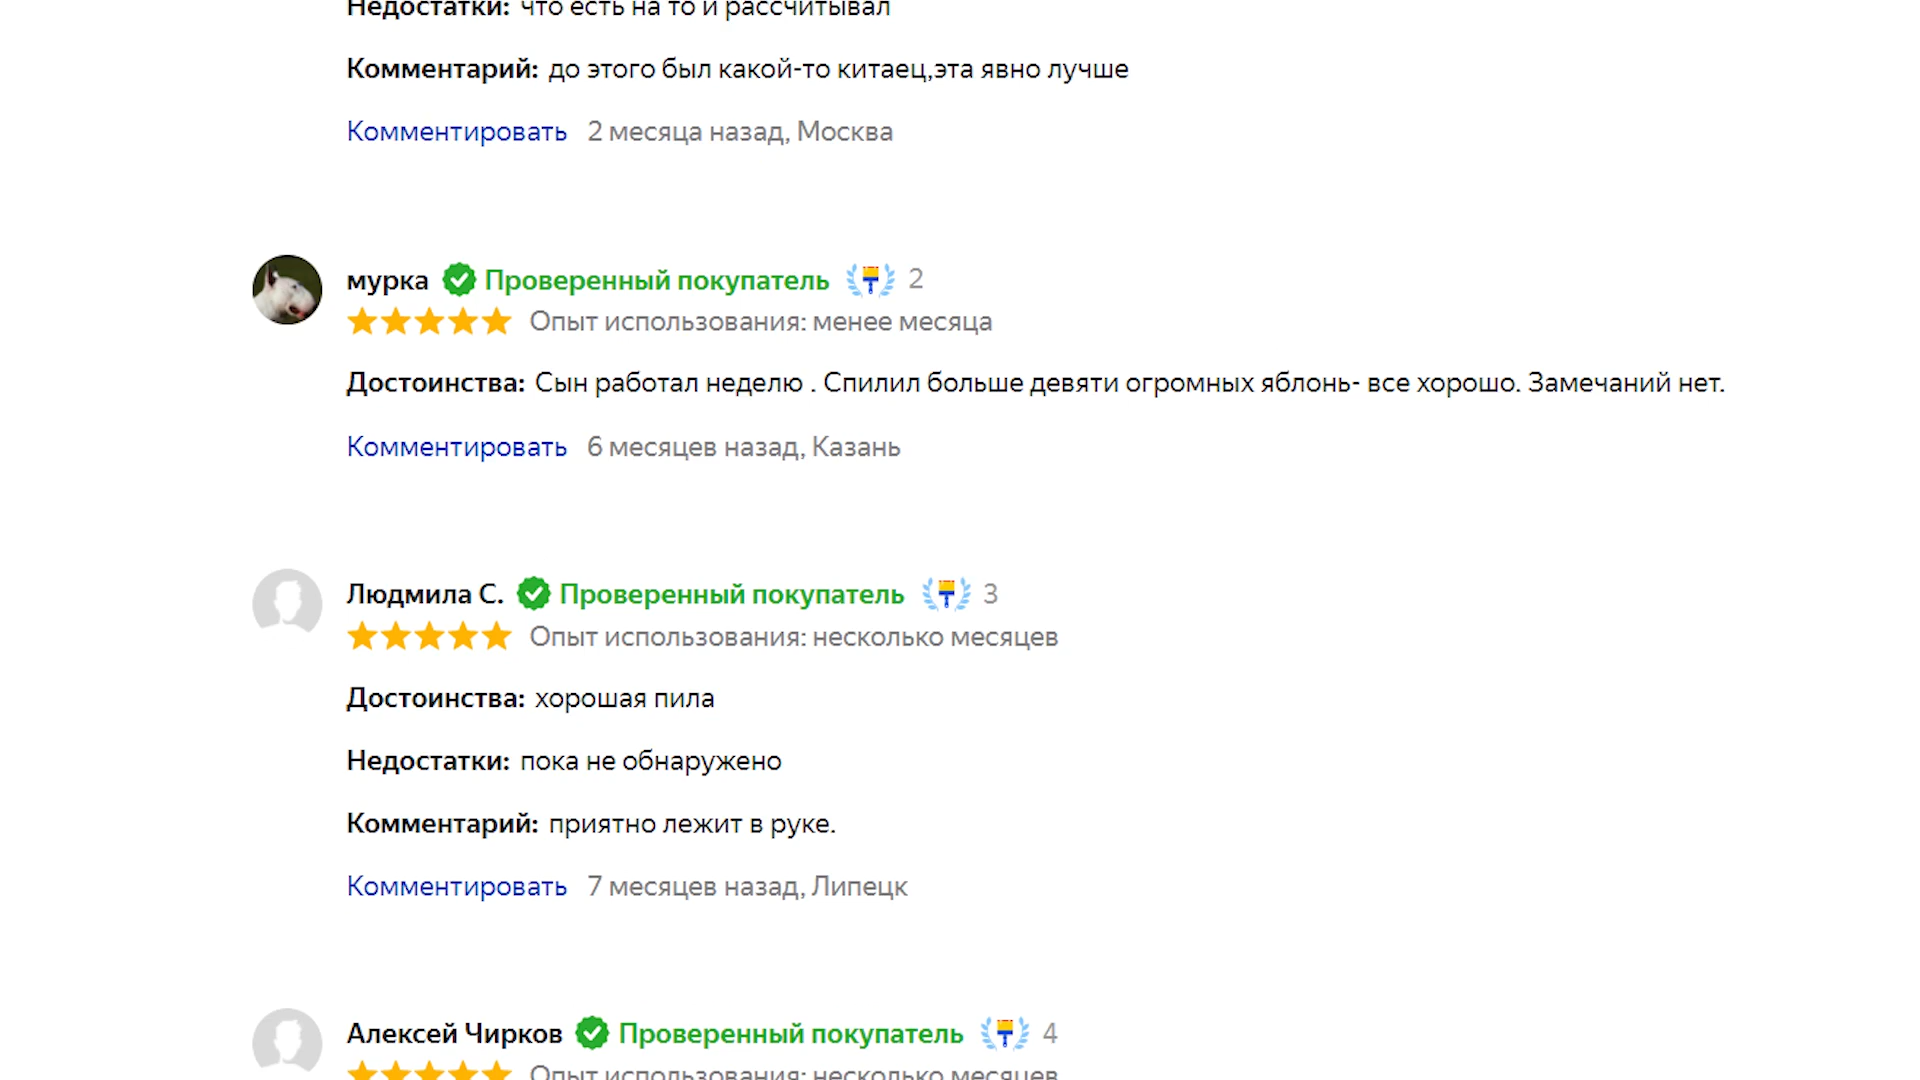 Недостатки: что есть на то и рассчитывал
Комментарий: до этого был какой-то китаец,эта явно лучше
Комментировать 2 месяца назад, Москва
мурка Проверенный покупатель 2
Опыт использования: менее месяца
Достоинства: Сын работал неделю . Спилил больше девяти огромных яблонь- все хорошо. Замечаний нет.
Комментировать 6 месяцев назад, Казань
Людмила С. Проверенный покупатель 3
Опыт использования: несколько месяцев
Достоинства: хорошая пила
Недостатки: пока не обнаружено
Комментарий: приятно лежит в руке.
Комментировать 7 месяцев назад, Липецк
Алексей Чирков Проверенный покупатель 4
Опыт использования: несколько месяцев